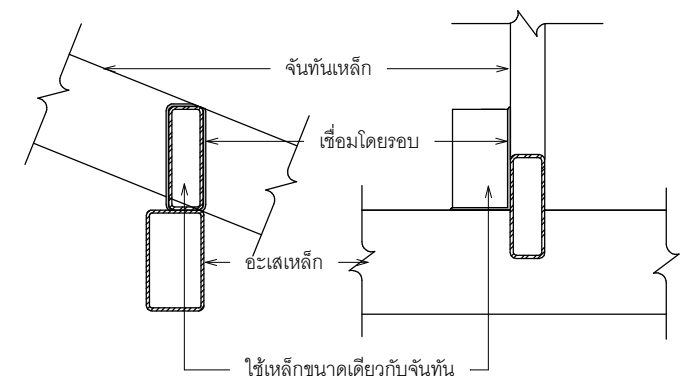 จันทันเหล็ก
เชื่อมโดยรอบ
อะเสเหล็ก
ใช้เหล็กขนาดเดียวกับจันทัน